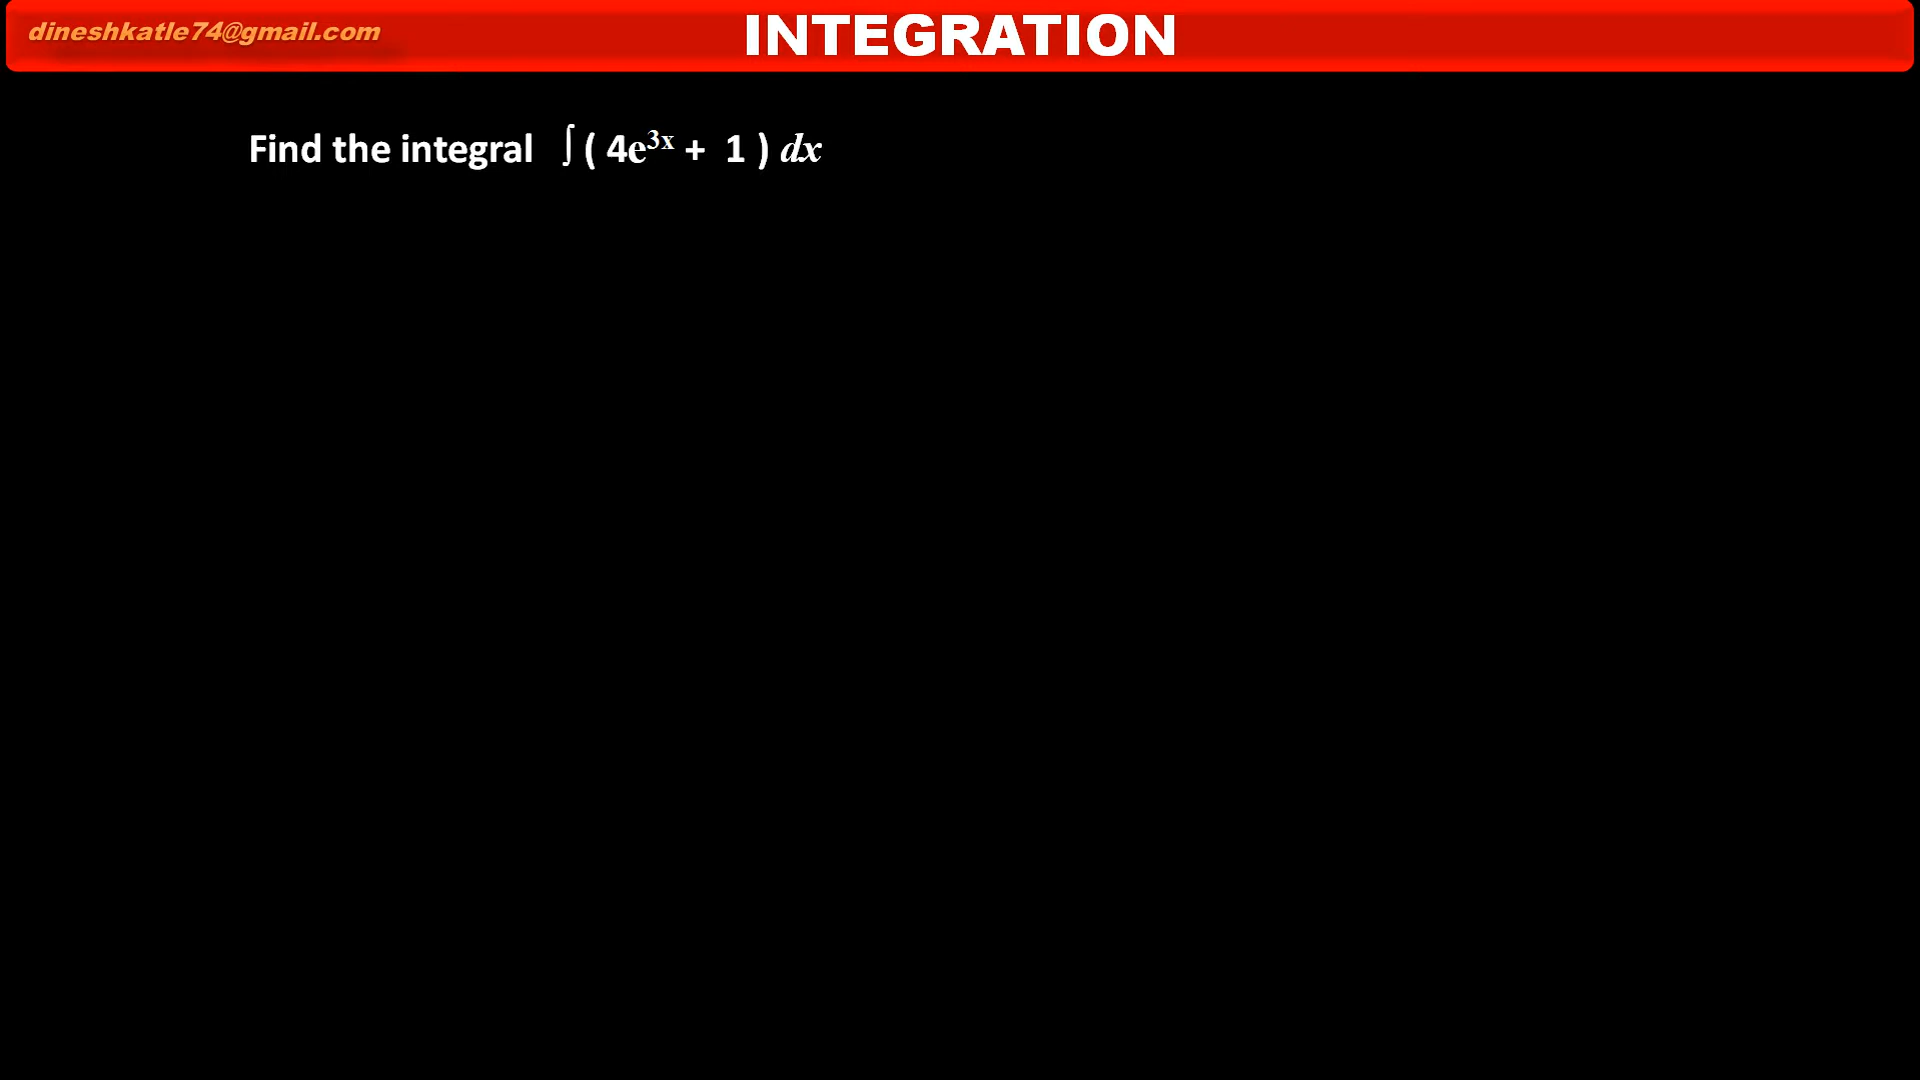 dineshkatle74@gmail.com
INTEGRATION
Find the integral ∫ ( 4e³ˣ + 1 ) dx